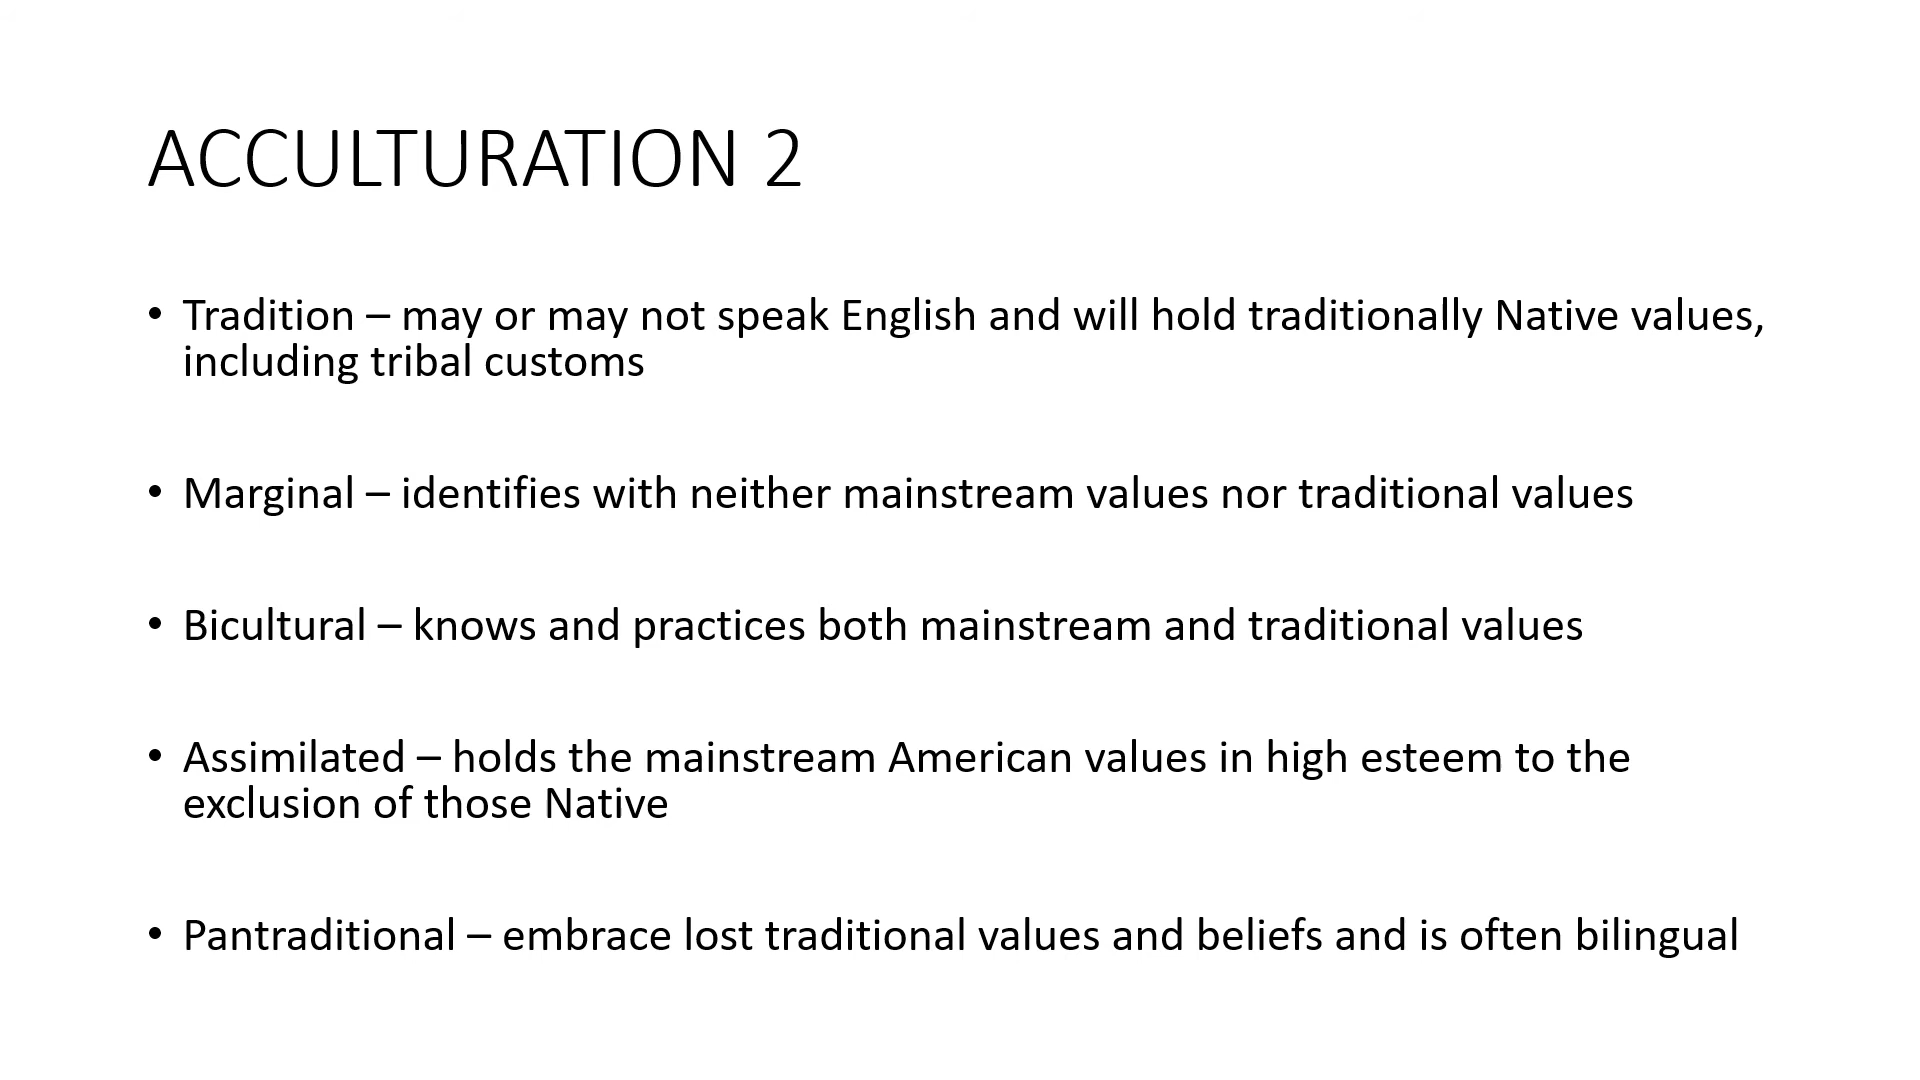 ACCULTURATION 2
• Tradition – may or may not speak English and will hold traditionally Native values,
including tribal customs
• Marginal – identifies with neither mainstream values nor traditional values
• Bicultural – knows and practices both mainstream and traditional values
• Assimilated – holds the mainstream American values in high esteem to the
exclusion of those Native
• Pantraditional – embrace lost traditional values and beliefs and is often bilingual